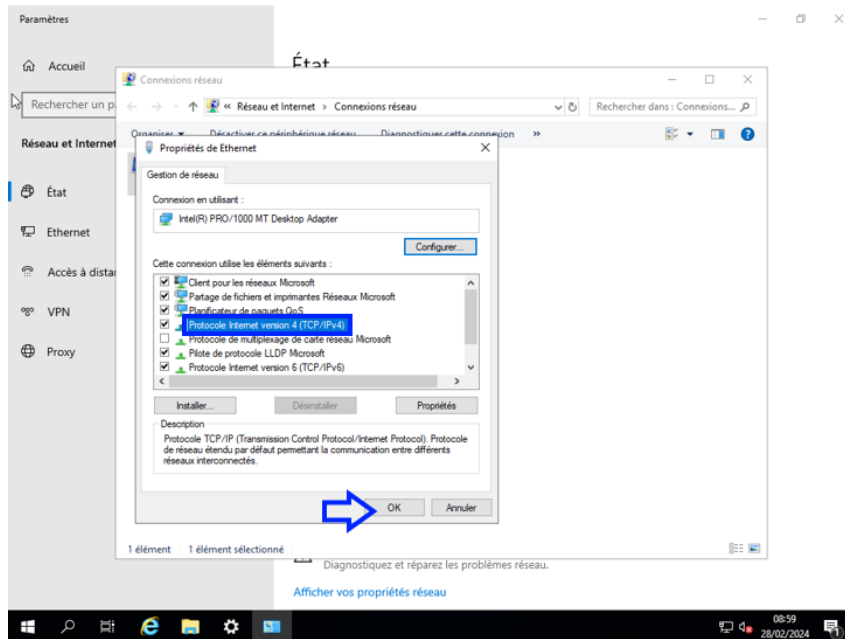 Paramètres
Accueil
État
Connexions réseau
Rechercher un p
« Réseau et Internet > Connexions réseau
Rechercher dans : Connexions...
Réseau et Internet
Organiser
Désactiver ce périphérique réseau
Diagnostiquer cette connexion
»
Propriétés de Ethernet
Gestion de réseau
Connexion en utilisant :
Intel(R) PRO/1000 MT Desktop Adapter
Configurer...
Cette connexion utilise les éléments suivants :
Client pour les réseaux Microsoft
Partage de fichiers et imprimantes Réseaux Microsoft
Planificateur de paquets QoS
Protocole Internet version 4 (TCP/IPv4)
Protocole de multiplexage de carte réseau Microsoft
Pilote de protocole LLDP Microsoft
Protocole Internet version 6 (TCP/IPv6)
Installer...
Désinstaller
Propriétés
Description
Protocole TCP/IP (Transmission Control Protocol/Internet Protocol). Protocole
de réseau étendu par défaut permettant la communication entre différents
réseaux interconnectés.
OK
Annuler
État
Ethernet
Accès à distan
VPN
Proxy
1 élément
1 élément sélectionné
Diagnostiquez et réparez les problèmes réseau.
Afficher vos propriétés réseau
08:59
28/02/2024
1